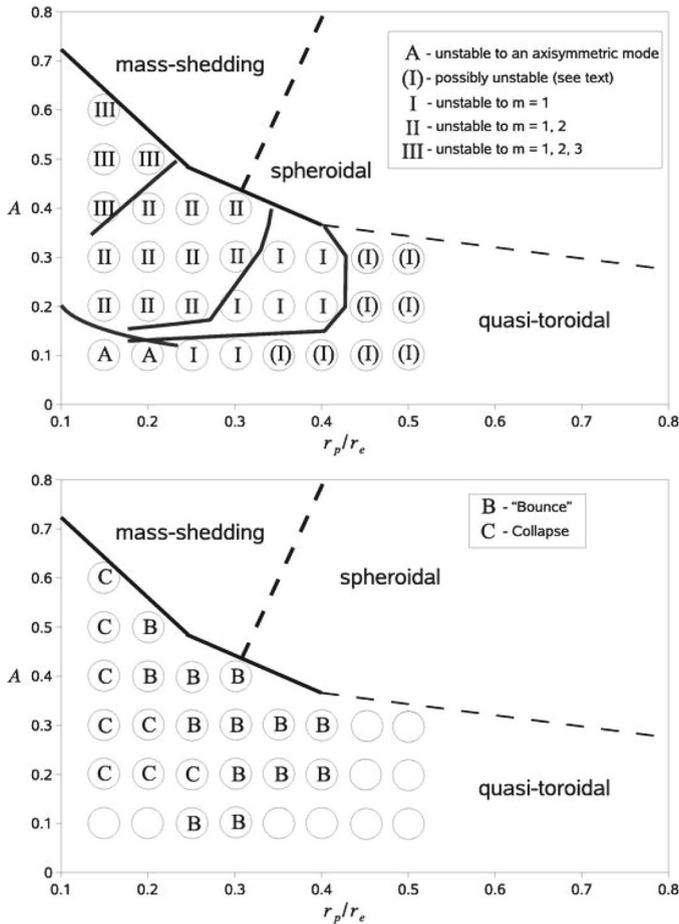 0.8
mass-shedding
A - unstable to an axisymmetric mode
(I) - possibly unstable (see text)
I - unstable to m = 1
II - unstable to m = 1, 2
III - unstable to m = 1, 2, 3
0.7
0.6 III
0.5 III III
spheroidal
A 0.4 III II II II
0.3 II II II II I I (I) (I)
0.2 II II II I I I (I) (I)
quasi-toroidal
0.1 A A I I (I) (I) (I) (I)
0
0.1 0.2 0.3 0.4 0.5 0.6 0.7 0.8
r_p/r_e
0.8
B - “Bounce”
C - Collapse
0.7
mass-shedding
0.6 C
spheroidal
0.5 C B
A 0.4 C B B B
0.3 C C B B B B
0.2 C C C B B B
quasi-toroidal
0.1 B B
0
0.1 0.2 0.3 0.4 0.5 0.6 0.7 0.8
r_p/r_e